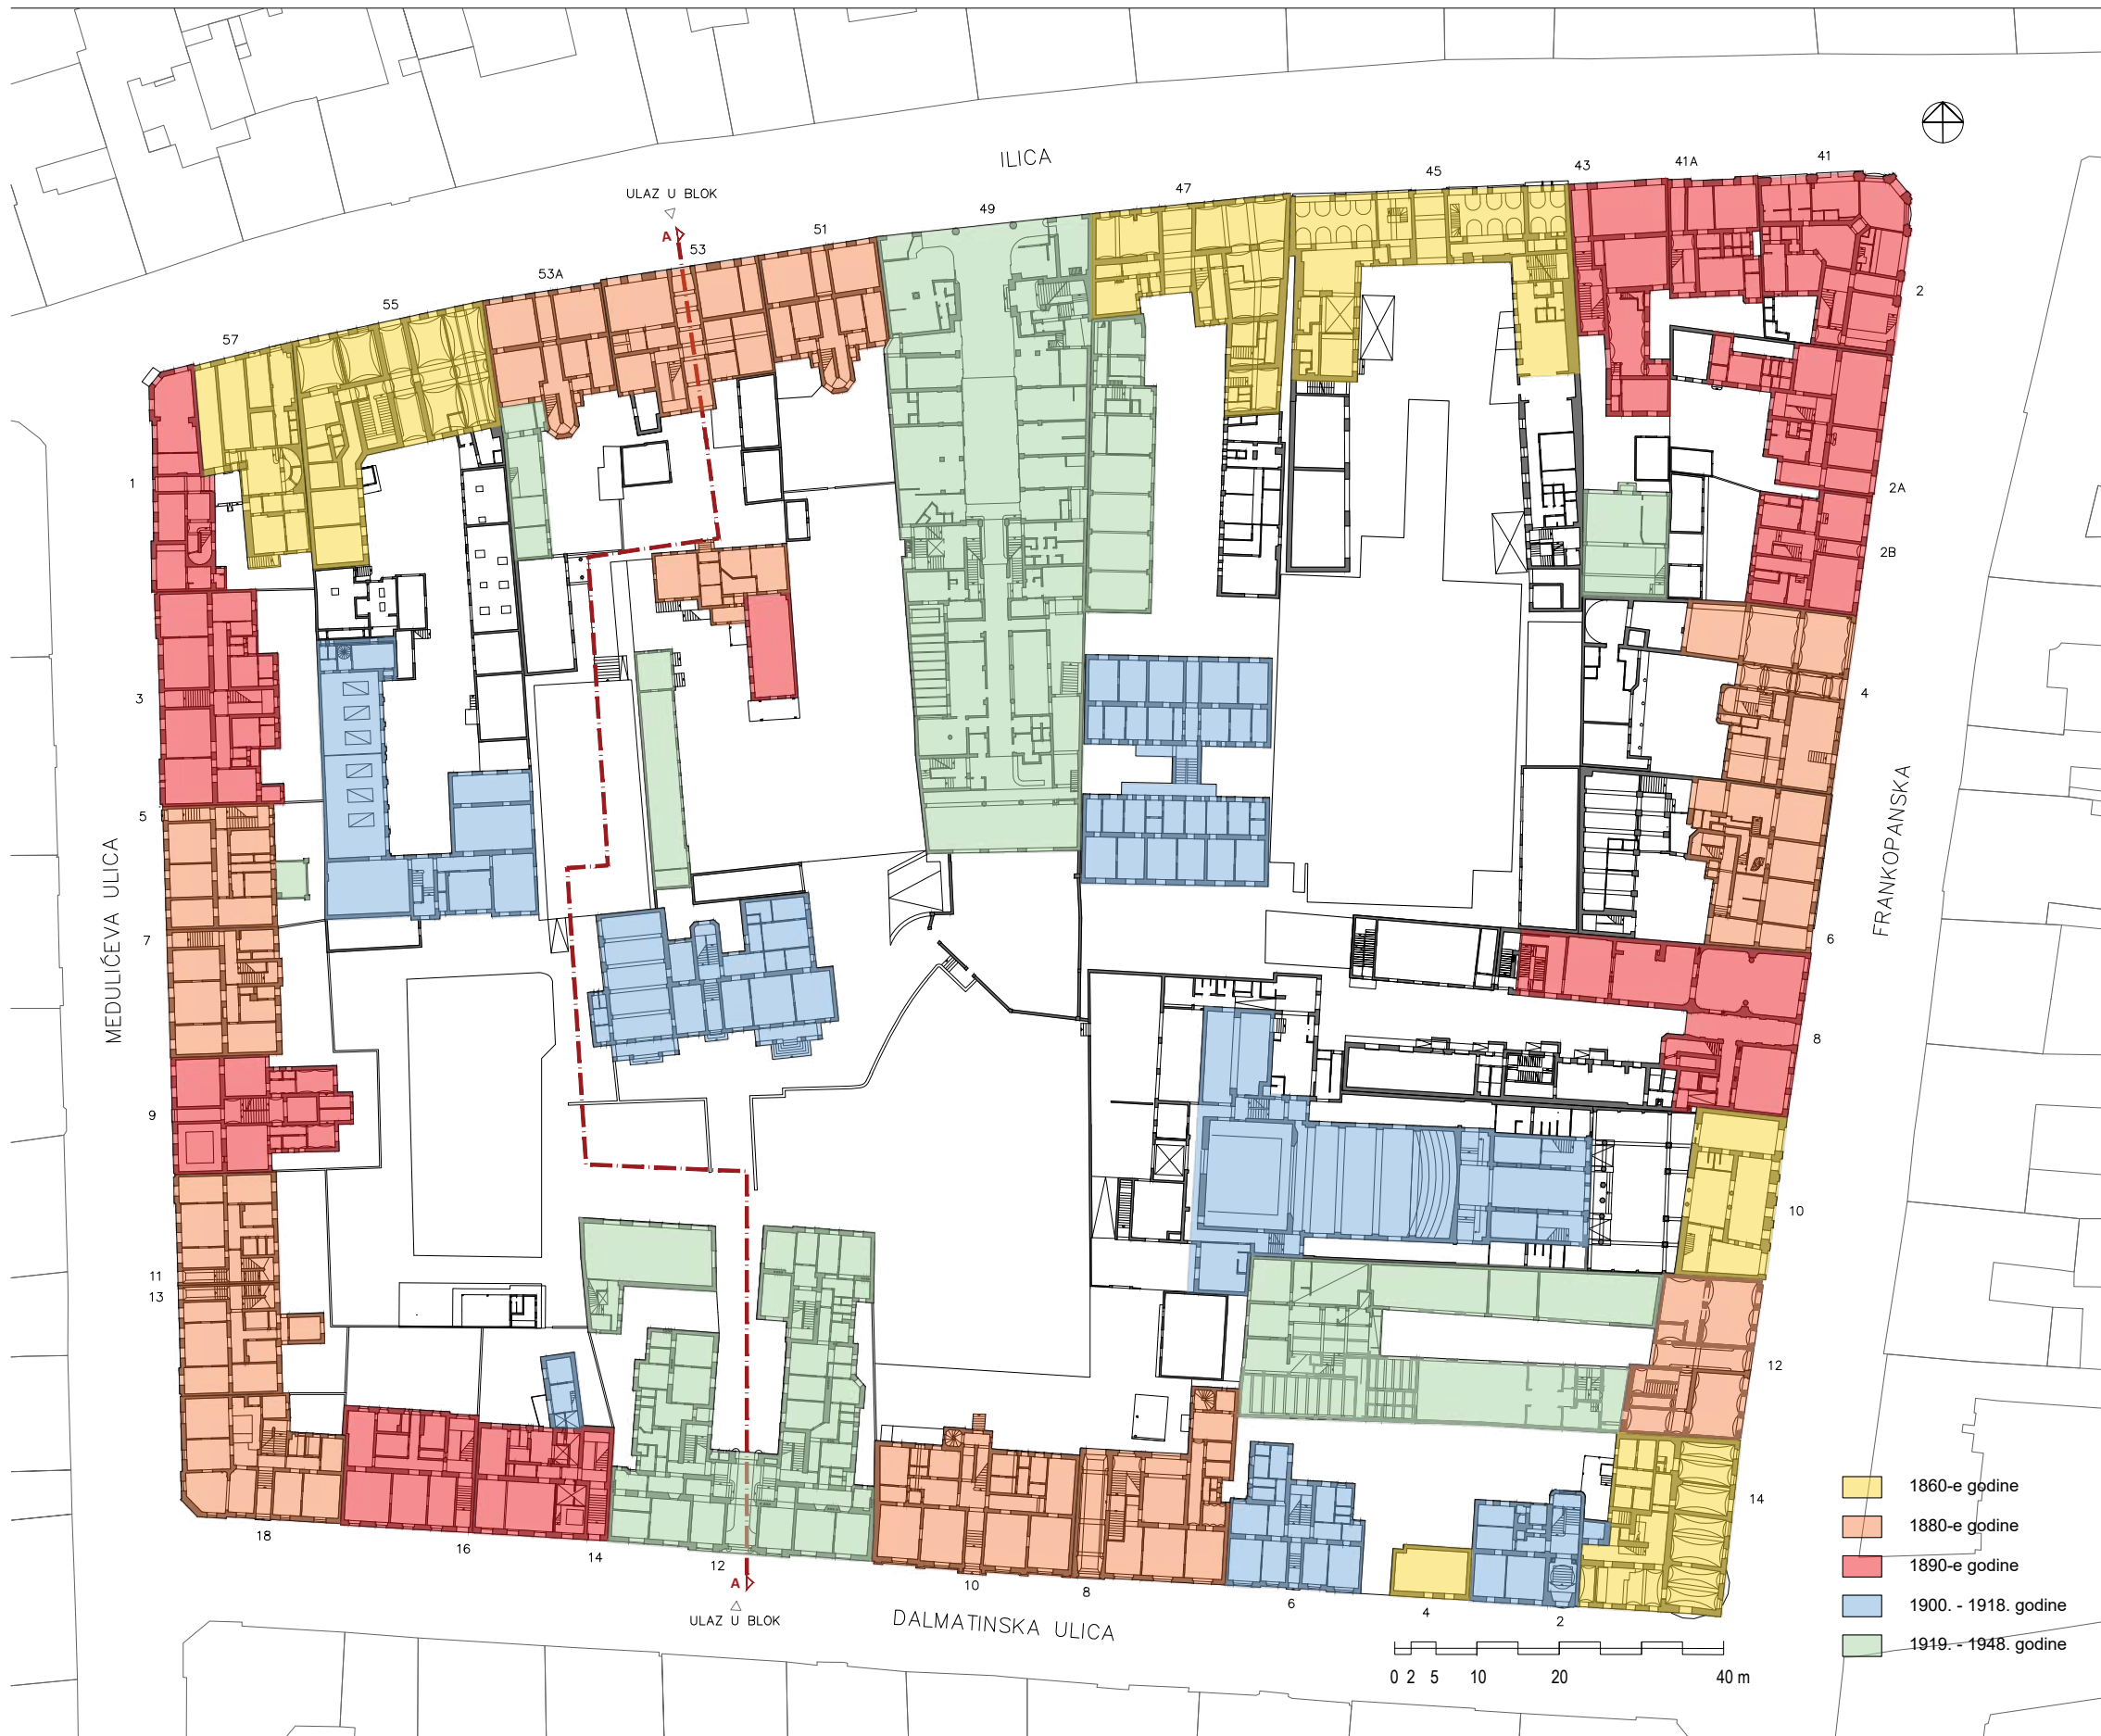 ILICA
41
41A
43
45
47
49
ULAZ U BLOK
A
51
53
53A
55
57
2
1
2A
2B
3
4
5
MEDULIĆEVA ULICA
FRANKOPANSKA
7
6
8
9
10
11
13
12
14
18
16
14
12
A
ULAZ U BLOK
10
8
6
4
2
DALMATINSKA ULICA
1860-e godine
1880-e godine
1890-e godine
1900. - 1918. godine
1919. - 1948. godine
0 2 5 10 20 40 m